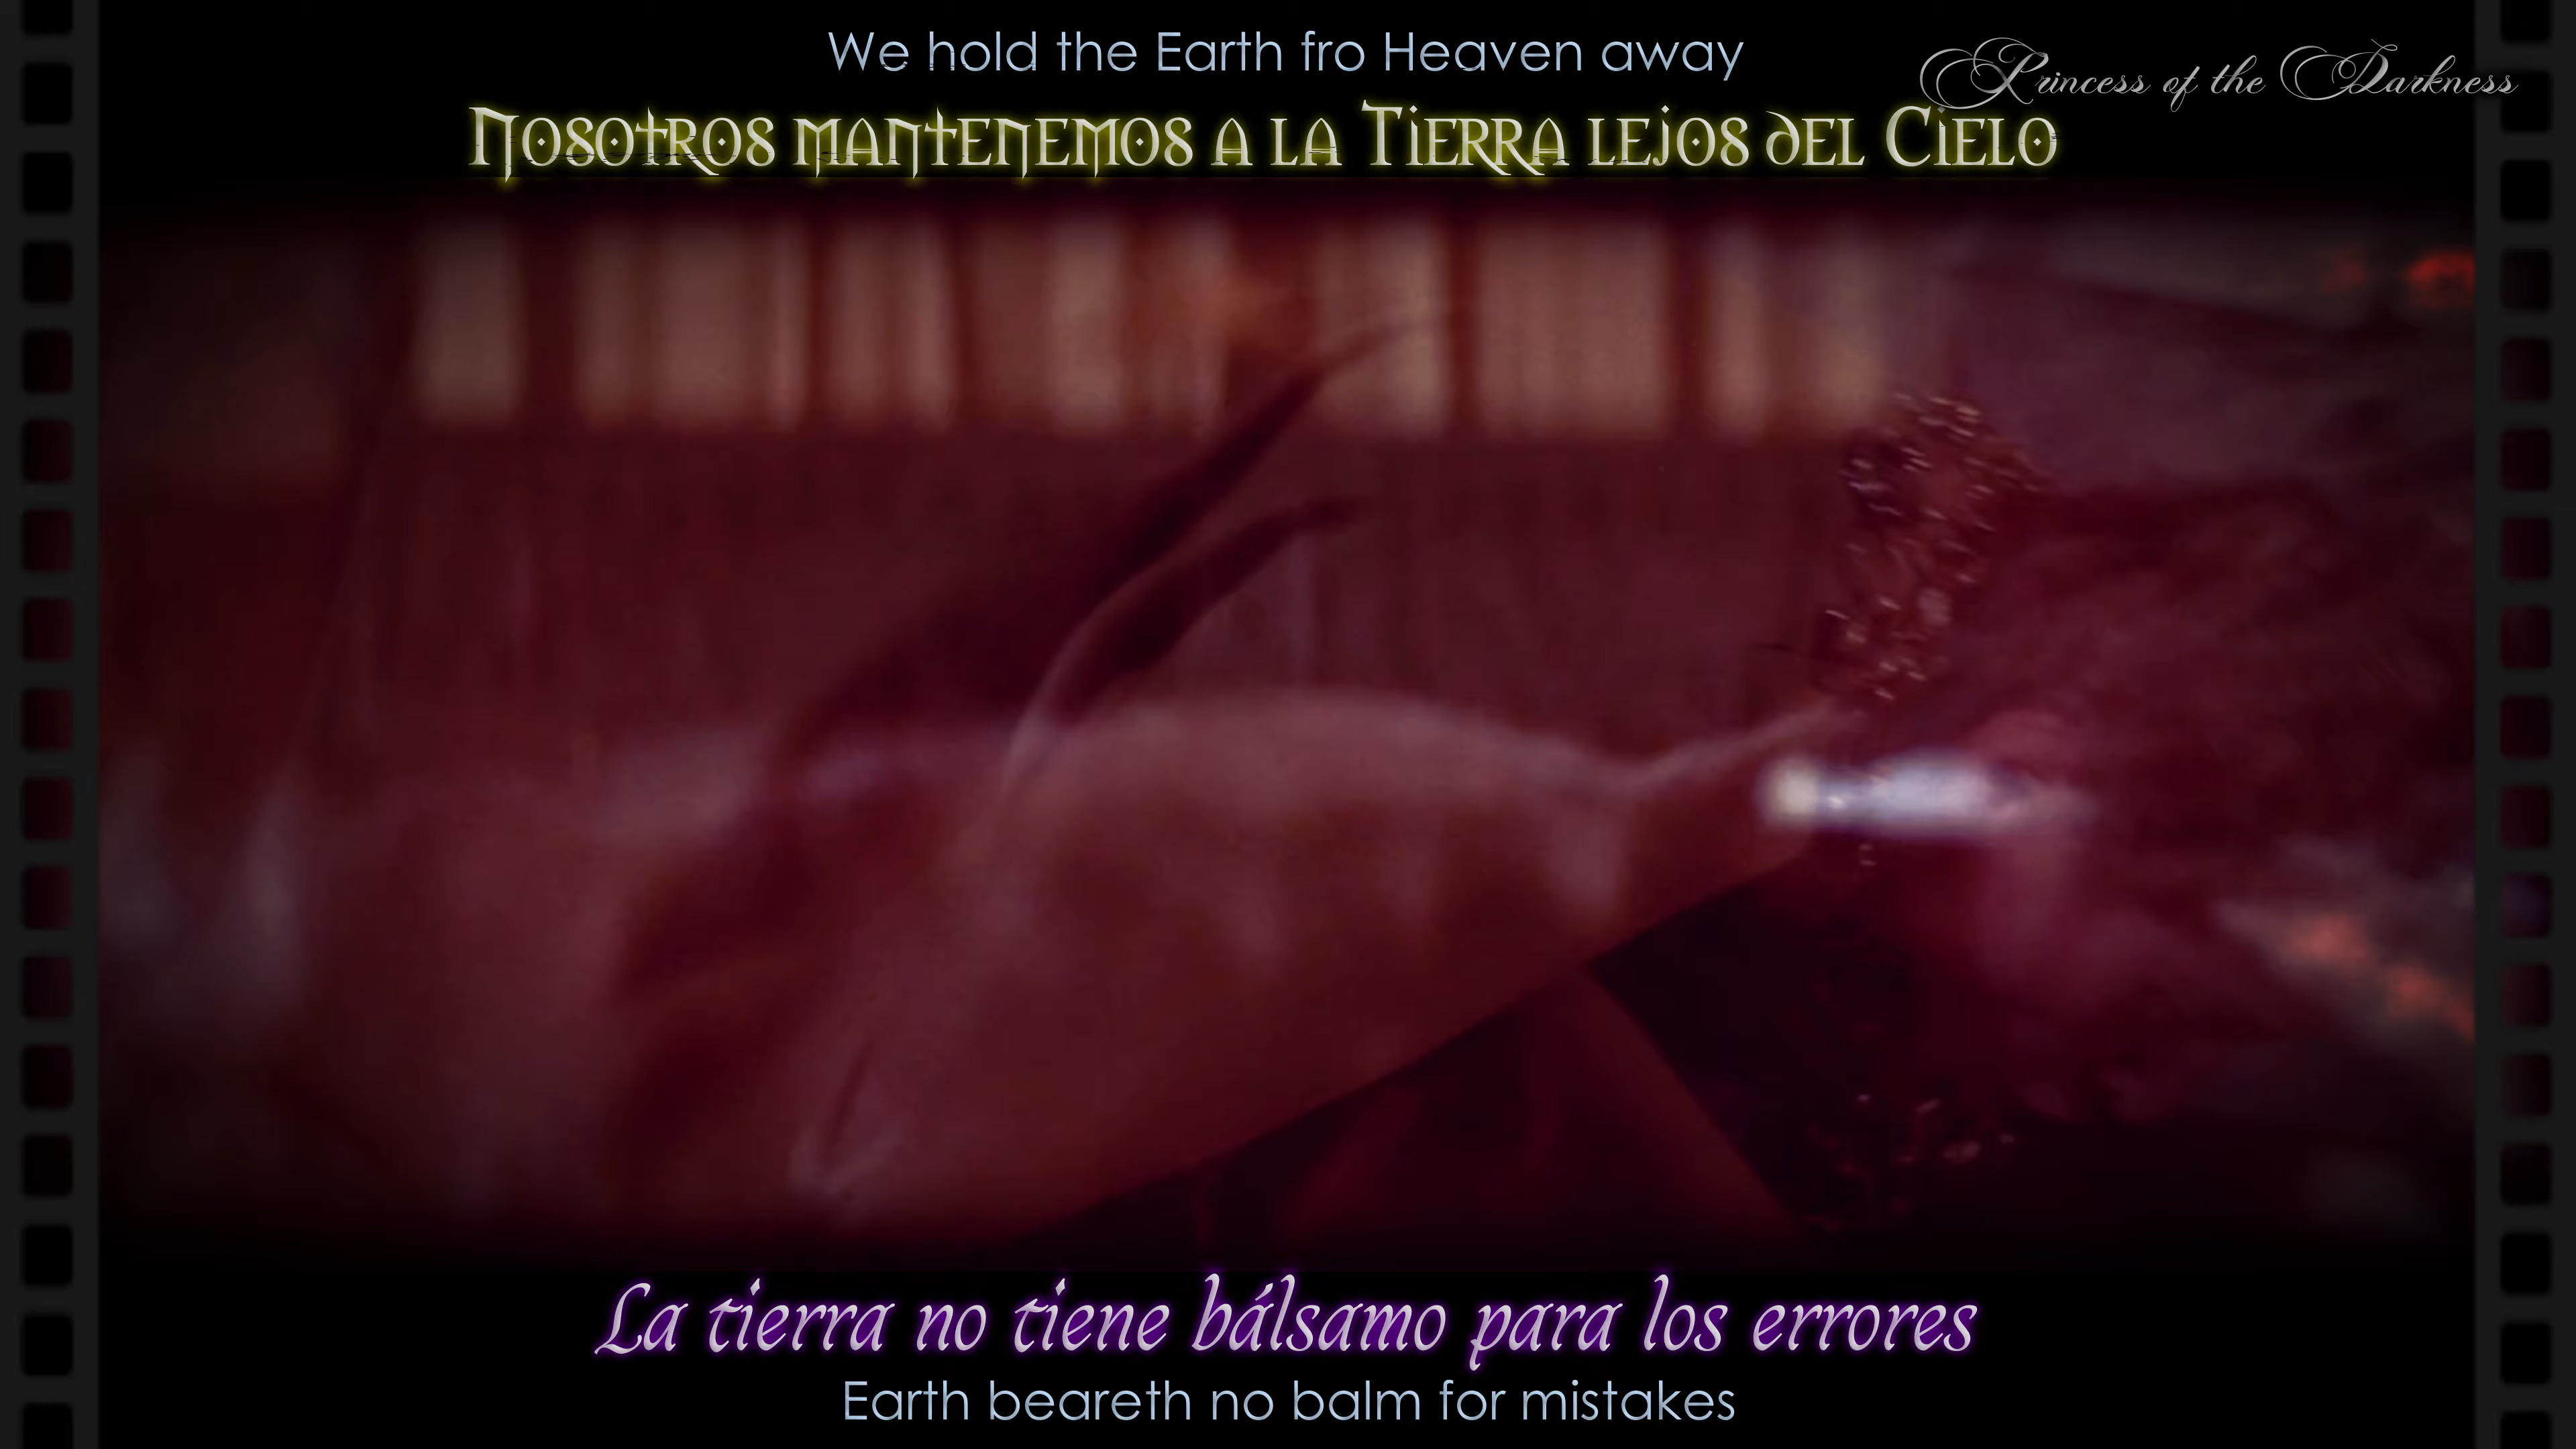 We hold the Earth fro Heaven away
Princess of the Darkness
Nosotros mantenemos a la Tierra lejos del Cielo
La tierra no tiene bálsamo para los errores
Earth beareth no balm for mistakes